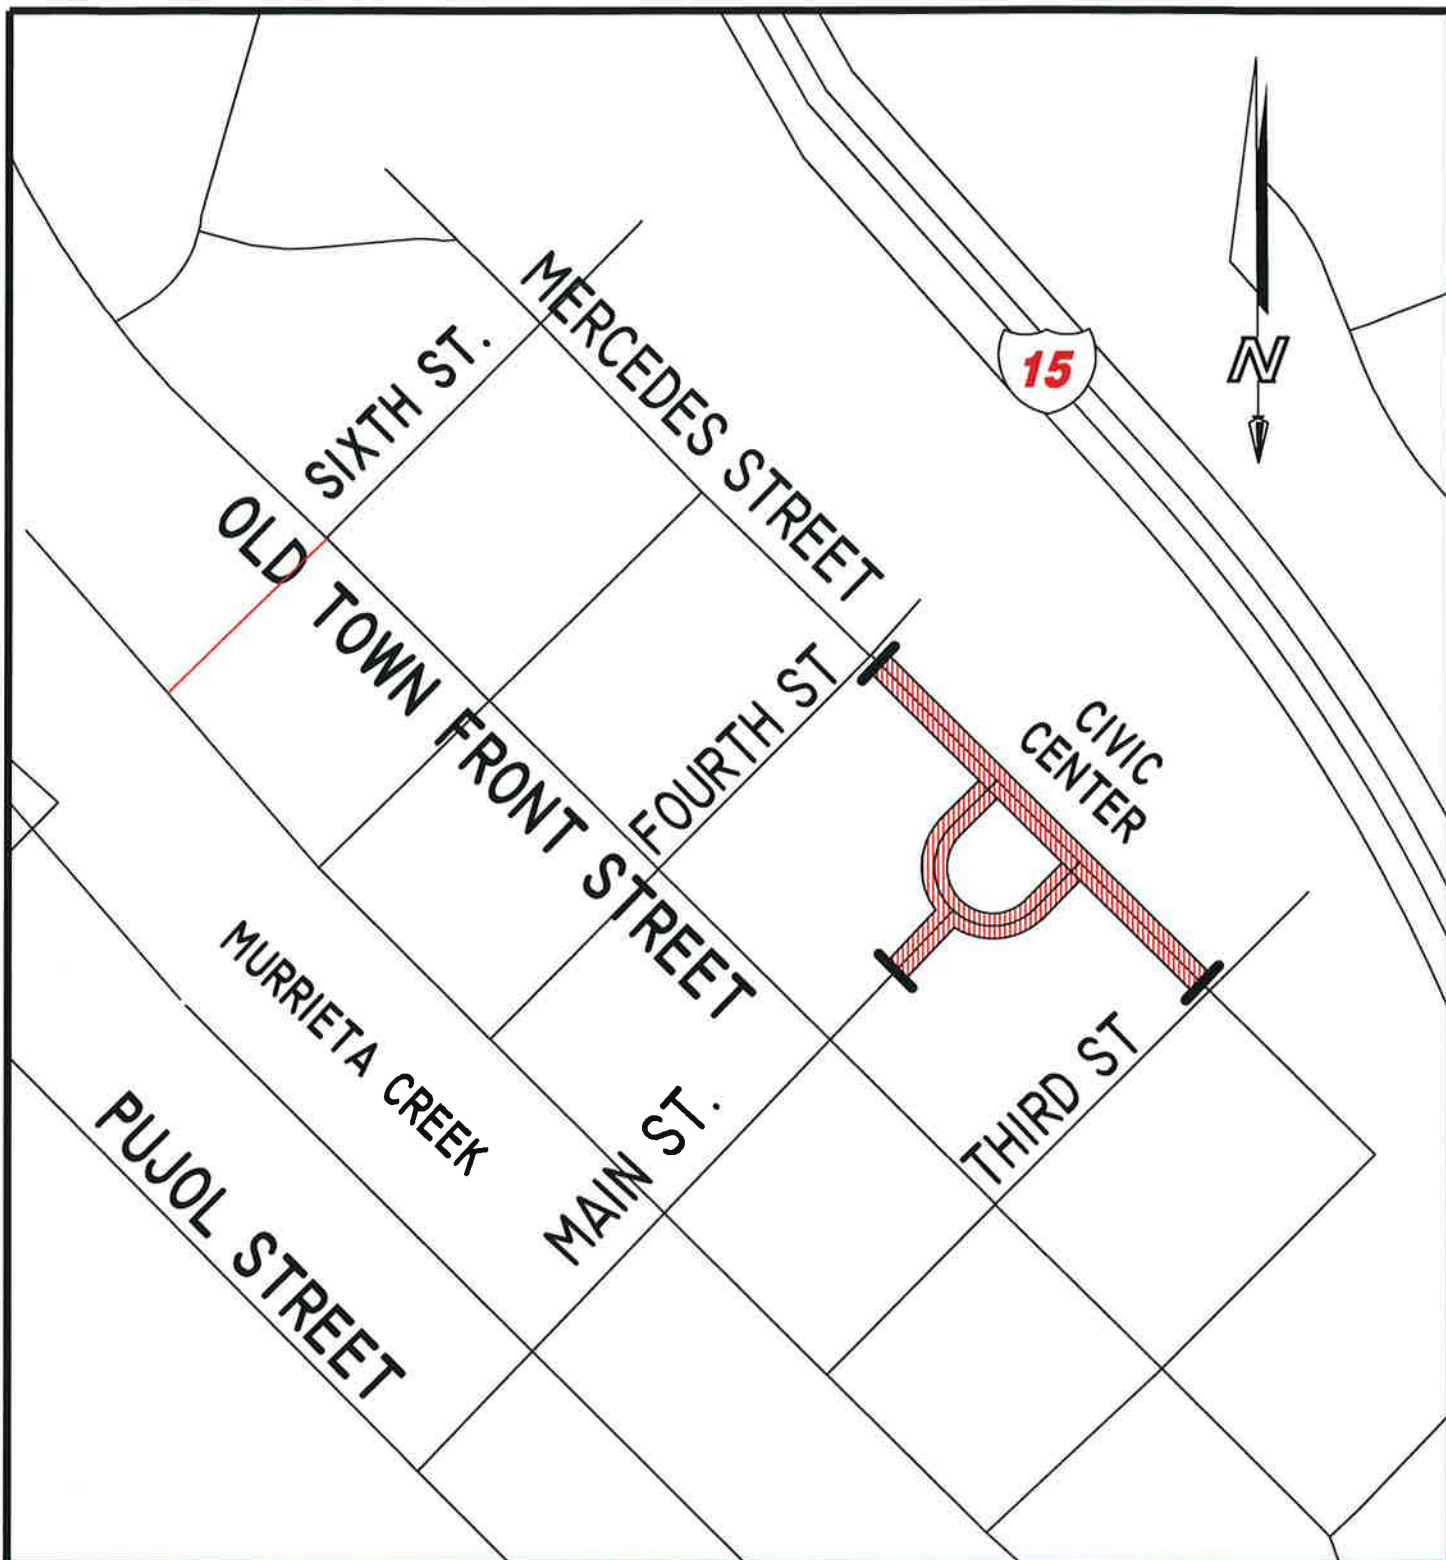 MERCEDES STREET
15
N
SIXTH ST.
OLD TOWN FRONT STREET
FOURTH ST
CIVIC
CENTER
MURRIETA CREEK
MAIN ST.
THIRD ST
PUJOL STREET